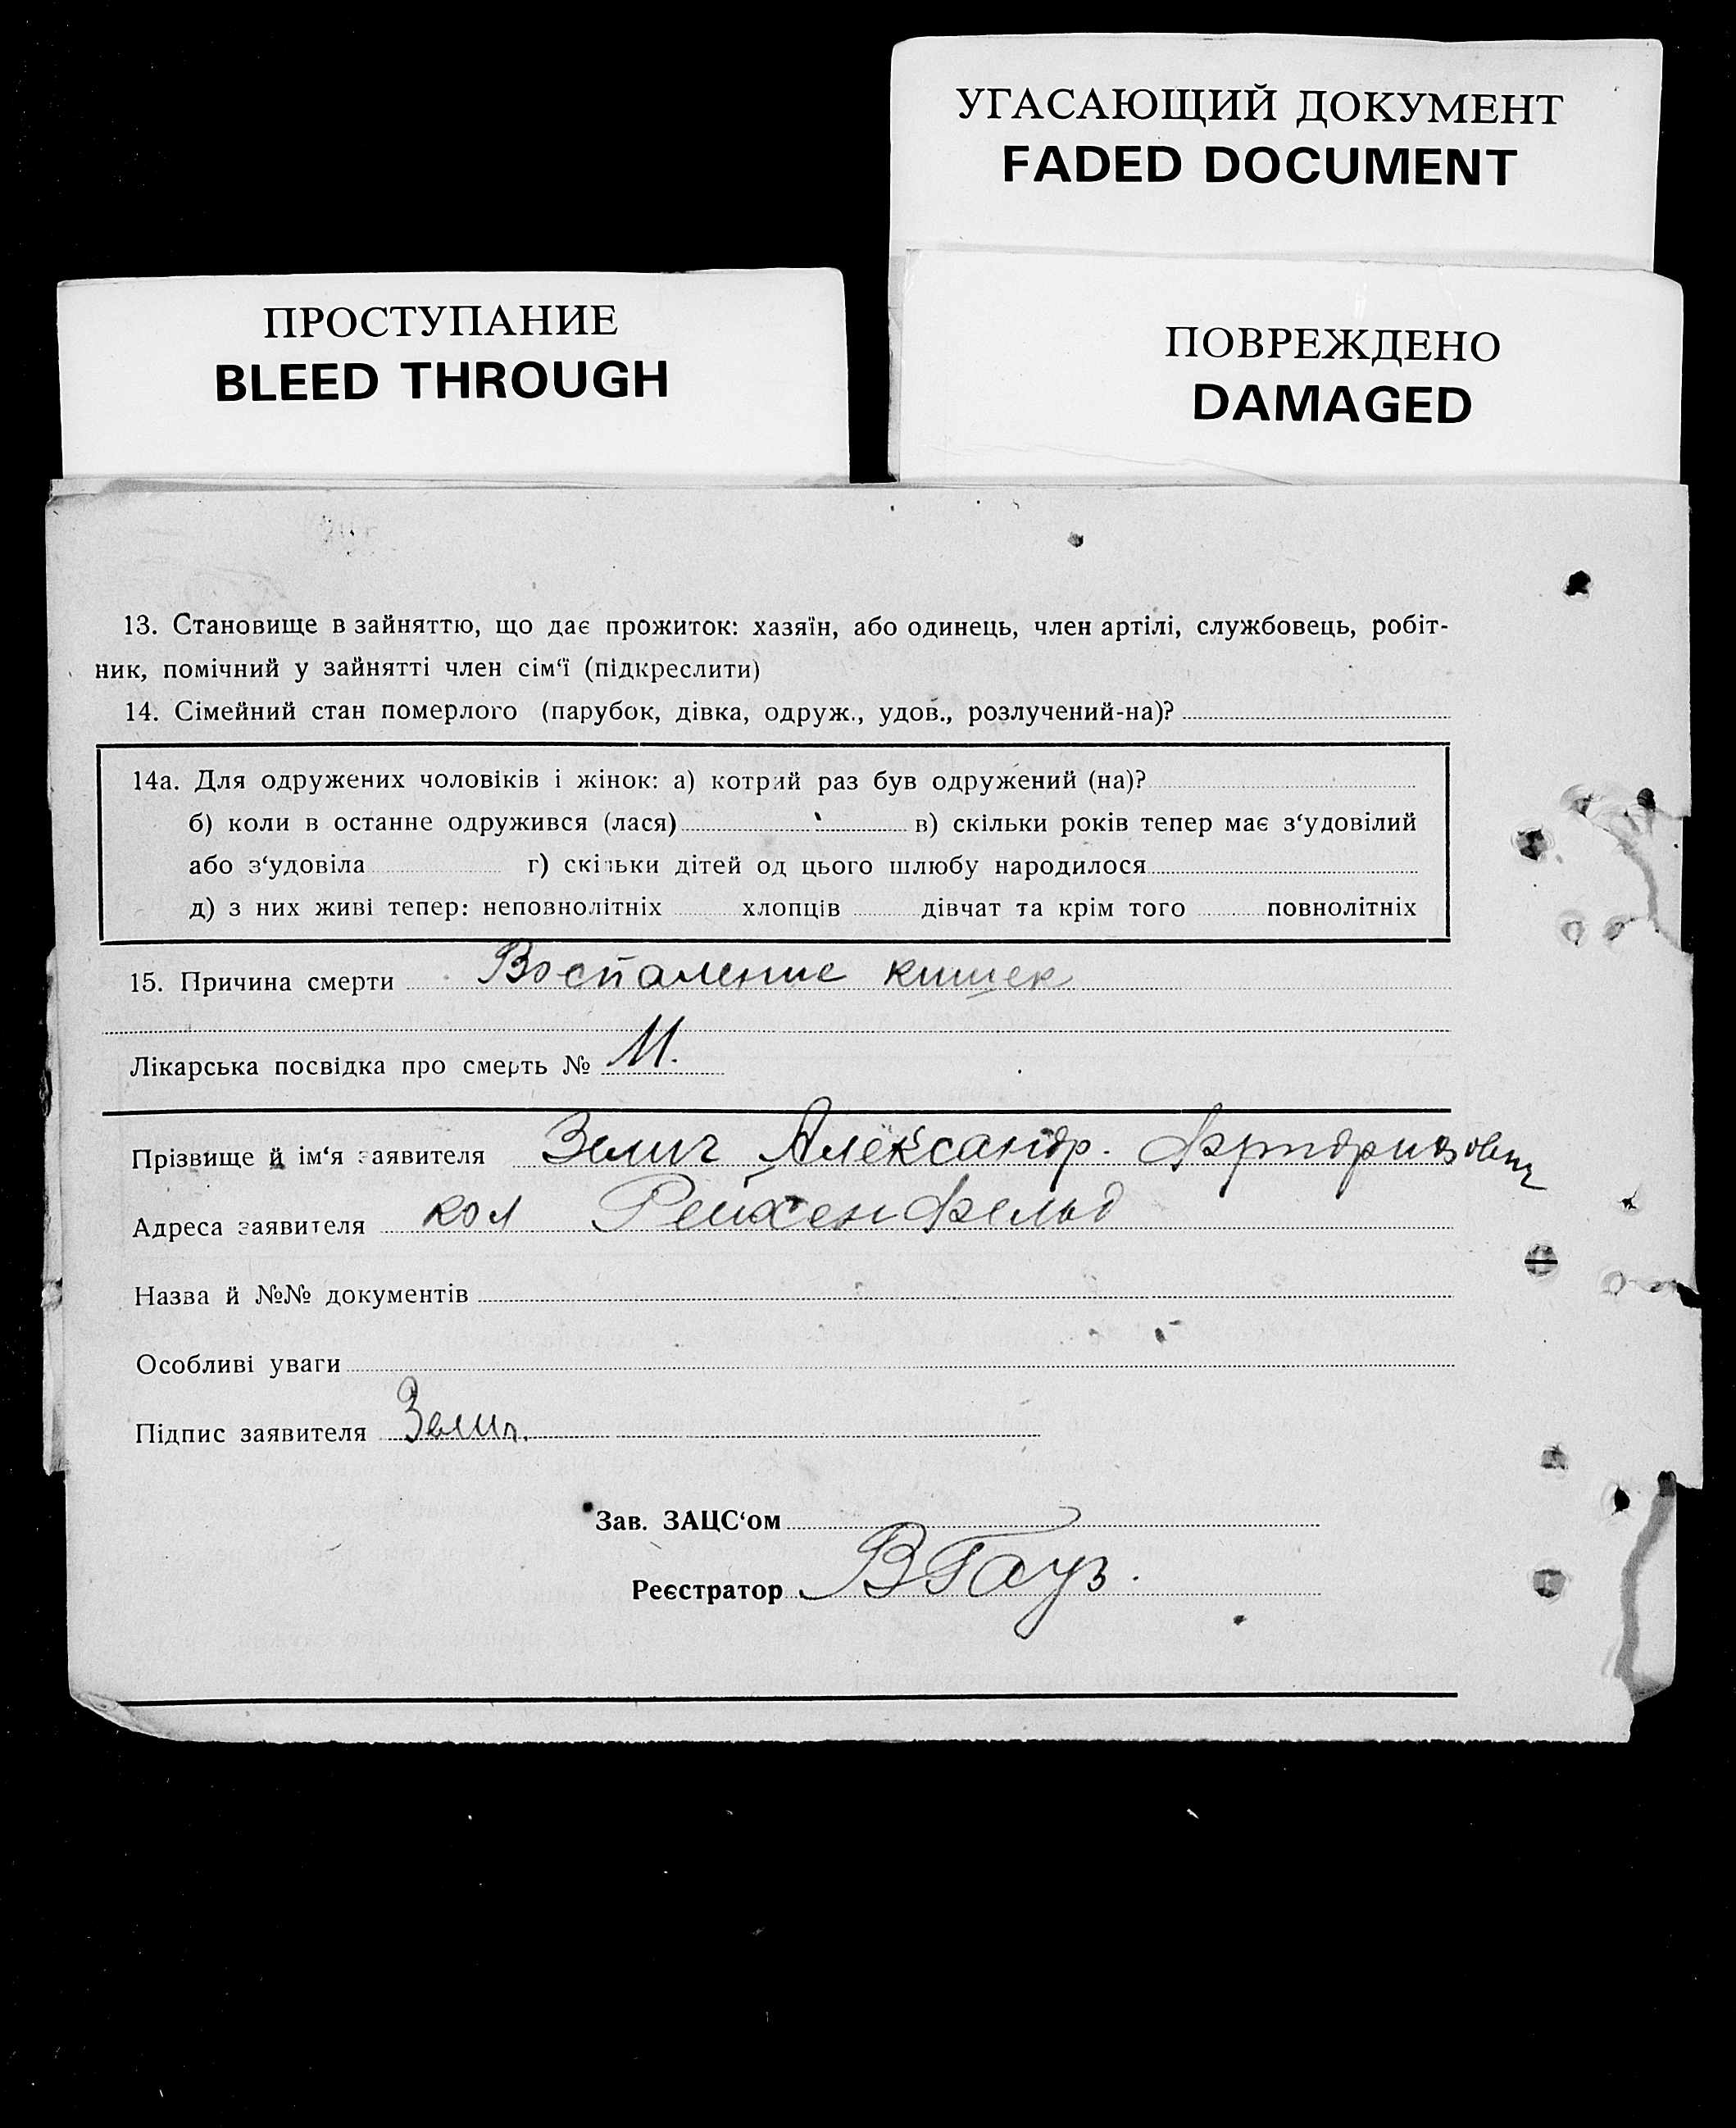 УГАСАЮЩИЙ ДОКУМЕНТ
FADED DOCUMENT
ПРОСТУПАНИЕ
BLEED THROUGH
ПОВРЕЖДЕНО
DAMAGED
13. Становище в зайняттю, що дає прожиток: хазяїн, або одинець, член артілі, службовець, робіт-
ник, помічний у зайнятті член сім‘ї (підкреслити)
14. Сімейний стан померлого (парубок, дівка, одруж., удов., розлучений-на)?
14а. Для одружених чоловіків і жінок: а) котрий раз був одружений (на)?
б) коли в останне одружився (лася) в) скільки років тепер має з‘удовілий
або з‘удовіла г) скільки дітей од цього шлюбу народилося
д) з них живі тепер: неповнолітніх хлопців дівчат та крім того повнолітніх
15. Причина смерти Воспаление кишек
Лікарська посвідка про смерть № 11.
Прізвище й ім‘я заявителя Александр.
Адреса заявителя кол Рейхенфельд
Назва й №№ документів
Особливі уваги
Підпис заявителя
Зав. ЗАЦС‘ом
Реєстратор ВГауз.